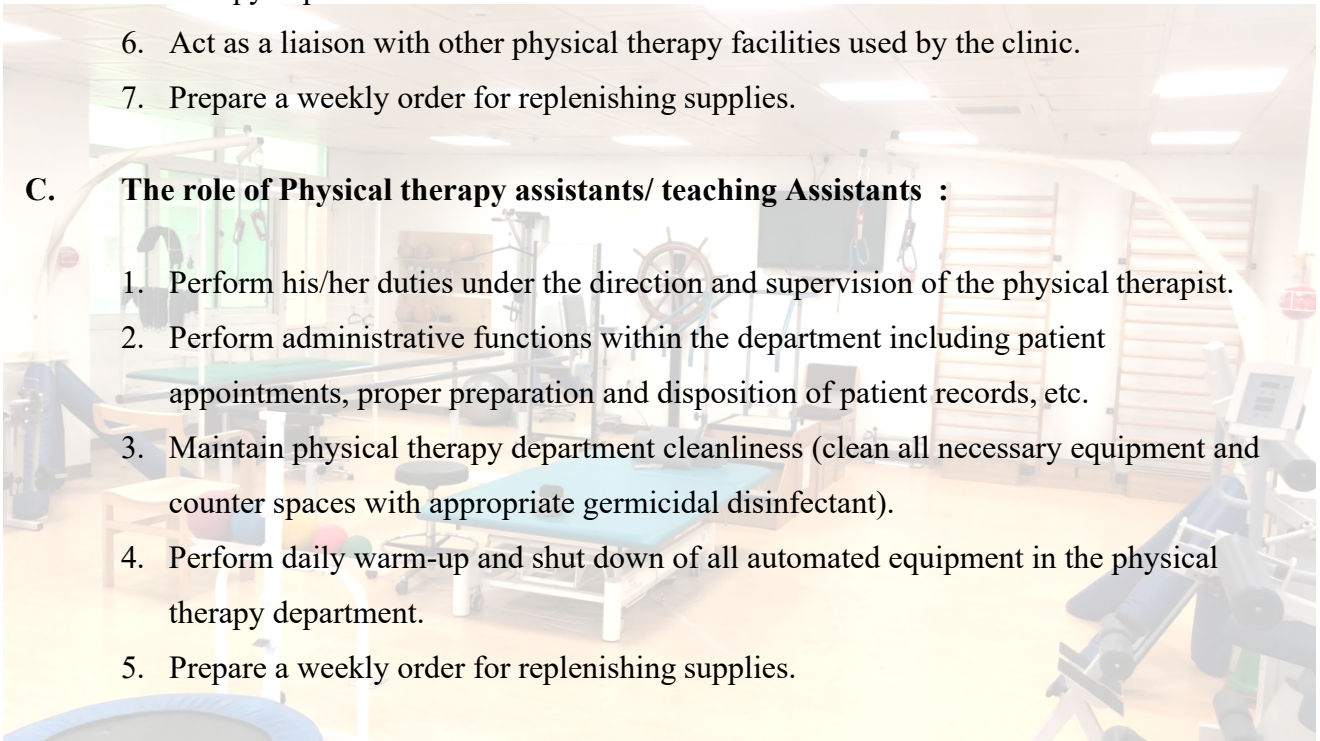 6. Act as a liaison with other physical therapy facilities used by the clinic.
7. Prepare a weekly order for replenishing supplies.
C. The role of Physical therapy assistants/ teaching Assistants :
1. Perform his/her duties under the direction and supervision of the physical therapist.
2. Perform administrative functions within the department including patient
appointments, proper preparation and disposition of patient records, etc.
3. Maintain physical therapy department cleanliness (clean all necessary equipment and
counter spaces with appropriate germicidal disinfectant).
4. Perform daily warm-up and shut down of all automated equipment in the physical
therapy department.
5. Prepare a weekly order for replenishing supplies.